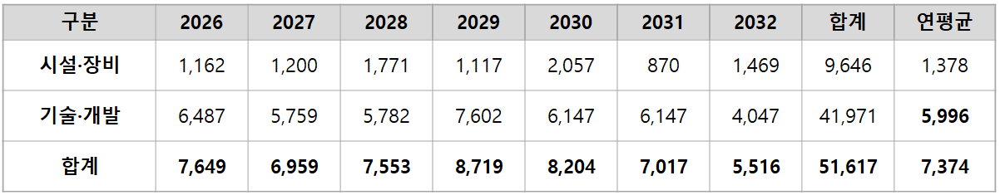 구분 2026 2027 2028 2029 2030 2031 2032 합계 연평균
시설·장비 1,162 1,200 1,771 1,117 2,057 870 1,469 9,646 1,378
기술·개발 6,487 5,759 5,782 7,602 6,147 6,147 4,047 41,971 5,996
합계 7,649 6,959 7,553 8,719 8,204 7,017 5,516 51,617 7,374